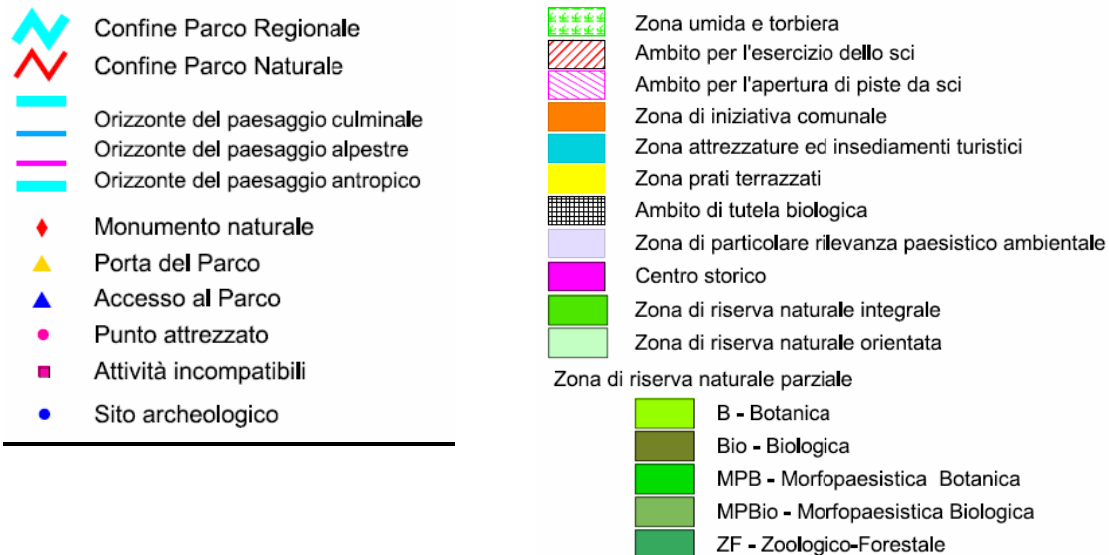 Confine Parco Regionale
Confine Parco Naturale
Orizzonte del paesaggio culminale
Orizzonte del paesaggio alpestre
Orizzonte del paesaggio antropico
Monumento naturale
Porta del Parco
Accesso al Parco
Punto attrezzato
Attività incompatibili
Sito archeologico
Zona umida e torbiera
Ambito per l'esercizio dello sci
Ambito per l'apertura di piste da sci
Zona di iniziativa comunale
Zona attrezzature ed insediamenti turistici
Zona prati terrazzati
Ambito di tutela biologica
Zona di particolare rilevanza paesistico ambientale
Centro storico
Zona di riserva naturale integrale
Zona di riserva naturale orientata
Zona di riserva naturale parziale
B - Botanica
Bio - Biologica
MPB - Morfopaesistica Botanica
MPBio - Morfopaesistica Biologica
ZF - Zoologico-Forestale